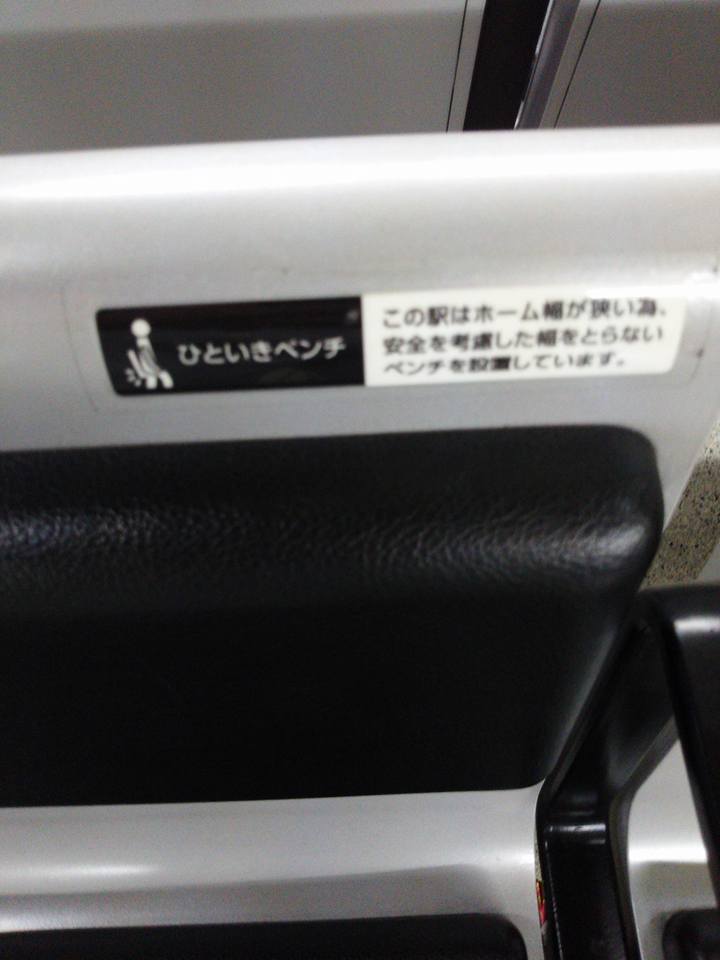 ひといきベンチ
この駅はホーム幅が狭い為、
安全を考慮した幅をとらない
ベンチを設置しています。